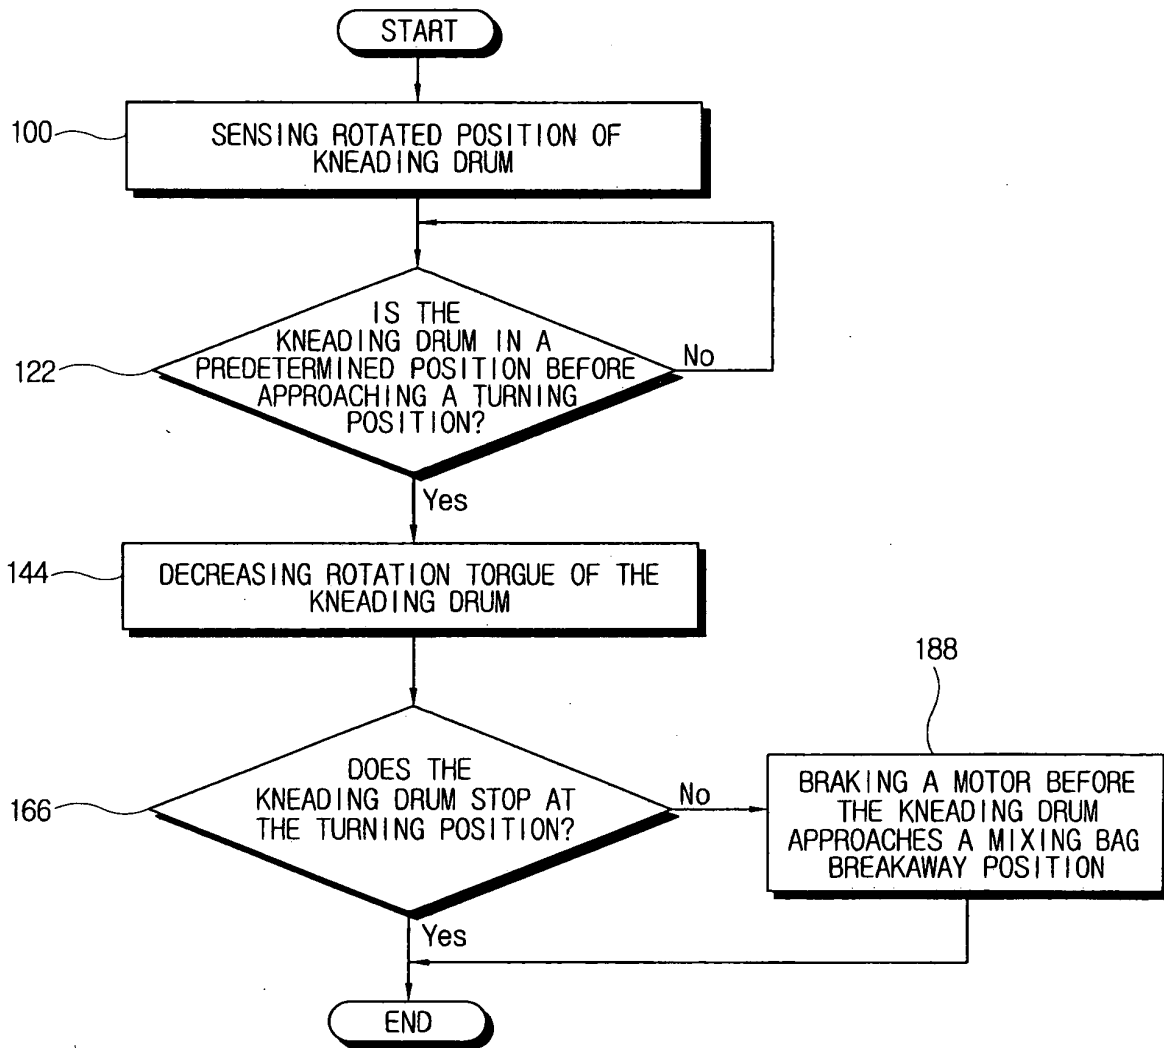 START
100
SENSING ROTATED POSITION OF
KNEADING DRUM
IS THE
KNEADING DRUM IN A
PREDETERMINED POSITION BEFORE
APPROACHING A TURNING
POSITION?
122
No
Yes
144
DECREASING ROTATION TORGUE OF THE
KNEADING DRUM
188
DOES THE
KNEADING DRUM STOP AT
THE TURNING POSITION?
166
No
BRAKING A MOTOR BEFORE
THE KNEADING DRUM
APPROACHES A MIXING BAG
BREAKAWAY POSITION
Yes
END